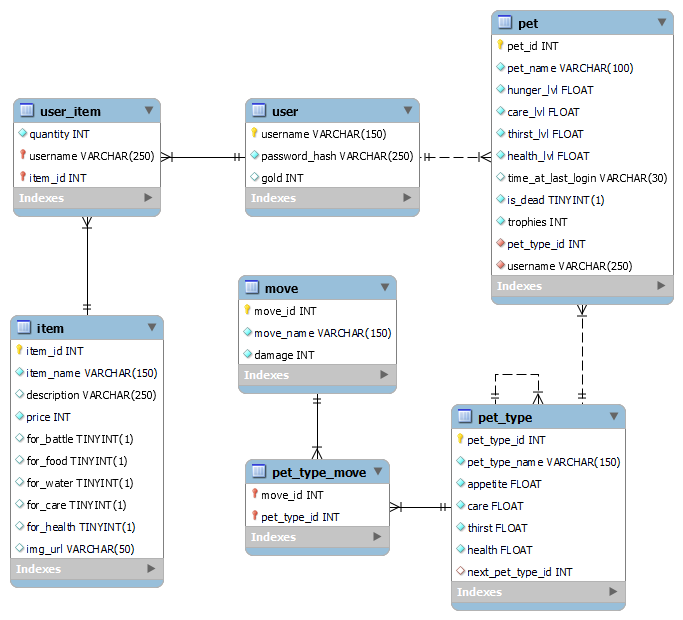 pet
pet_id INT
pet_name VARCHAR(100)
hunger_lvl FLOAT
care_lvl FLOAT
thirst_lvl FLOAT
health_lvl FLOAT
time_at_last_login VARCHAR(30)
is_dead TINYINT(1)
trophies INT
pet_type_id INT
username VARCHAR(250)
Indexes
user_item
quantity INT
username VARCHAR(250)
item_id INT
Indexes
user
username VARCHAR(150)
password_hash VARCHAR(250)
gold INT
Indexes
move
move_id INT
move_name VARCHAR(150)
damage INT
Indexes
item
item_id INT
item_name VARCHAR(150)
description VARCHAR(250)
price INT
for_battle TINYINT(1)
for_food TINYINT(1)
for_water TINYINT(1)
for_care TINYINT(1)
for_health TINYINT(1)
img_url VARCHAR(50)
Indexes
pet_type_move
move_id INT
pet_type_id INT
Indexes
pet_type
pet_type_id INT
pet_type_name VARCHAR(150)
appetite FLOAT
care FLOAT
thirst FLOAT
health FLOAT
next_pet_type_id INT
Indexes